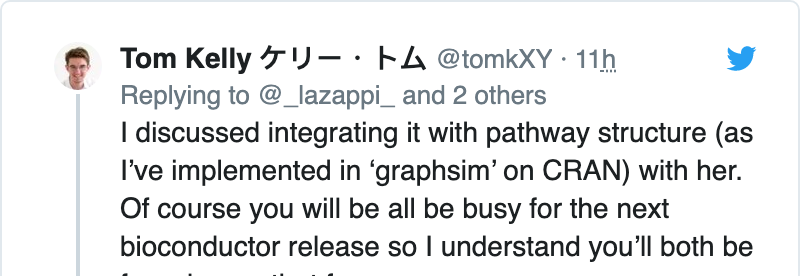 Tom Kelly ケリー・トム @tomkXY · 11h
Replying to @_lazappi_ and 2 others
I discussed integrating it with pathway structure (as
I’ve implemented in ‘graphsim’ on CRAN) with her.
Of course you will be all be busy for the next
bioconductor release so I understand you’ll both be